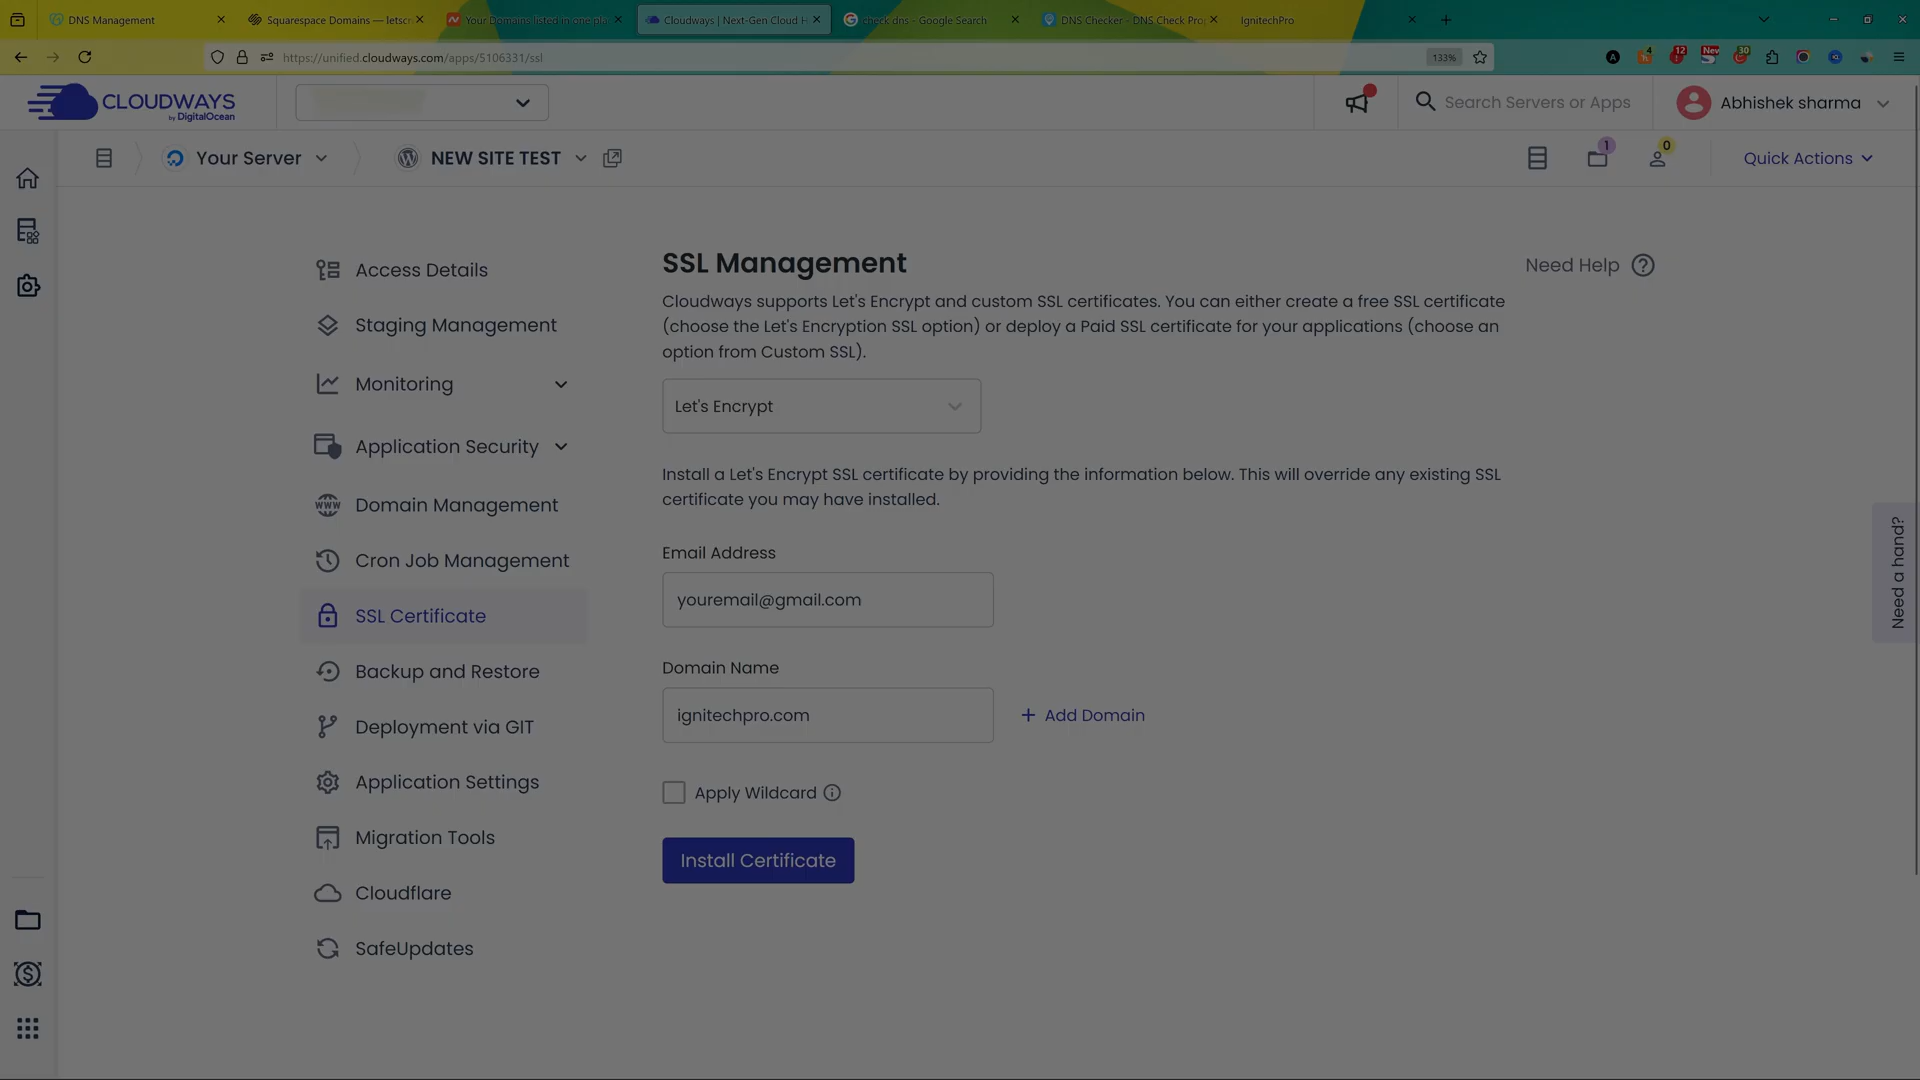 DNS Management
Squarespace Domains — letscr
Your Domains listed in one pla
Cloudways | Next-Gen Cloud H
check dns - Google Search
DNS Checker - DNS Check Pro
IgnitechPro
https://unified.cloudways.com/apps/5106331/ssl
133%
4
12
New
30
CLOUDWAYS
by DigitalOcean
Search Servers or Apps
Abhishek sharma
Your Server
NEW SITE TEST
1
0
Quick Actions
Access Details
Staging Management
Monitoring
Application Security
Domain Management
Cron Job Management
SSL Certificate
Backup and Restore
Deployment via GIT
Application Settings
Migration Tools
Cloudflare
SafeUpdates
SSL Management
Need Help
Cloudways supports Let's Encrypt and custom SSL certificates. You can either create a free SSL certificate
(choose the Let's Encryption SSL option) or deploy a Paid SSL certificate for your applications (choose an
option from Custom SSL).
Let's Encrypt
Install a Let's Encrypt SSL certificate by providing the information below. This will override any existing SSL
certificate you may have installed.
Email Address
youremail@gmail.com
Domain Name
ignitechpro.com
+ Add Domain
Apply Wildcard
Install Certificate
Need a hand?